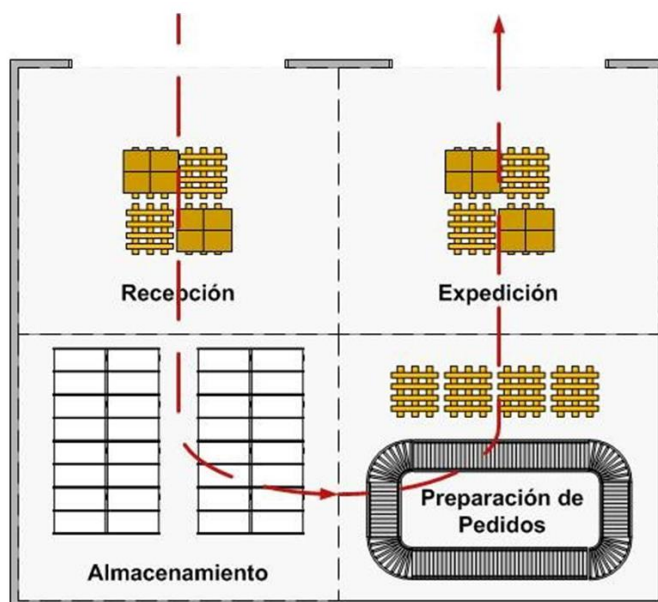 Recepción
Expedición
Almacenamiento
Preparación de
Pedidos